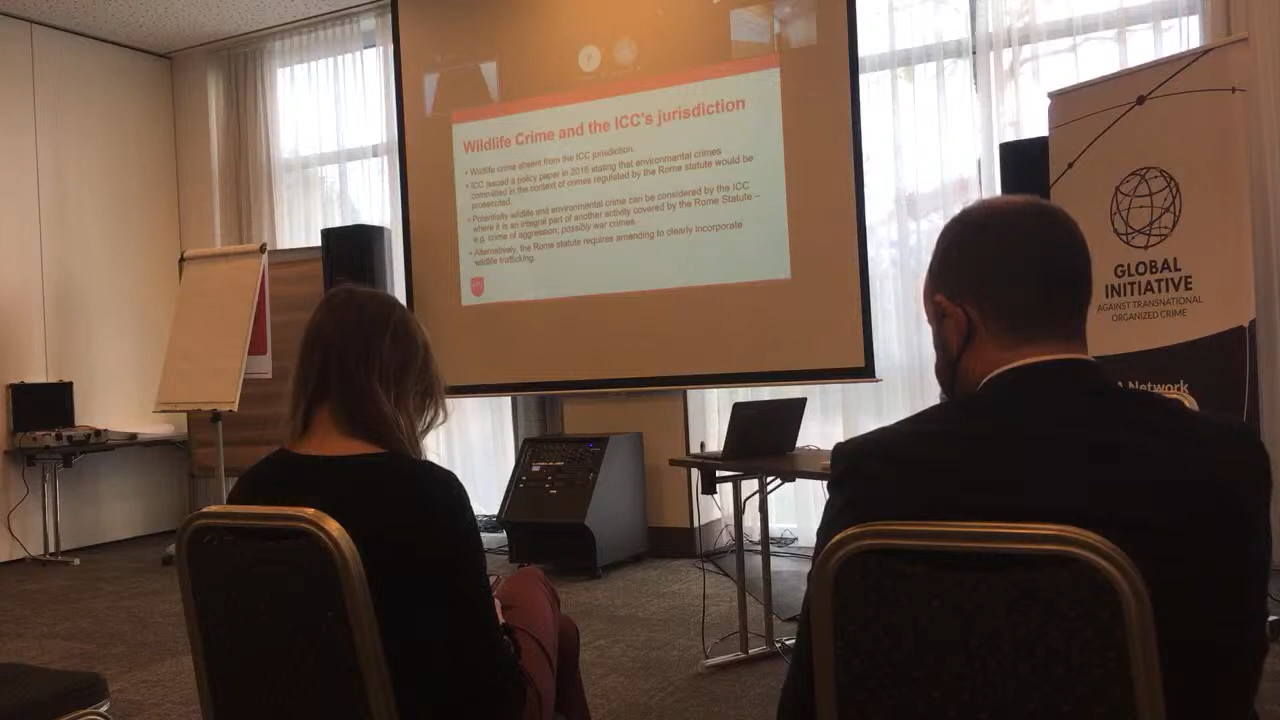 Wildlife Crime and the ICC's jurisdiction
• Wildlife crime absent from the ICC jurisdiction.
• ICC issued a policy paper in 2016 stating that environmental crimes
committed in the context of crimes regulated by the Rome statute would be
prosecuted.
• Potentially wildlife and environmental crime can be considered by the ICC
where it is an integral part of another activity covered by the Rome Statute –
e.g. crime of aggression; possibly war crimes.
• Alternatively, the Rome statute requires amending to clearly incorporate
wildlife trafficking.
GLOBAL
INITIATIVE
AGAINST TRANSNATIONAL
ORGANIZED CRIME
A Network